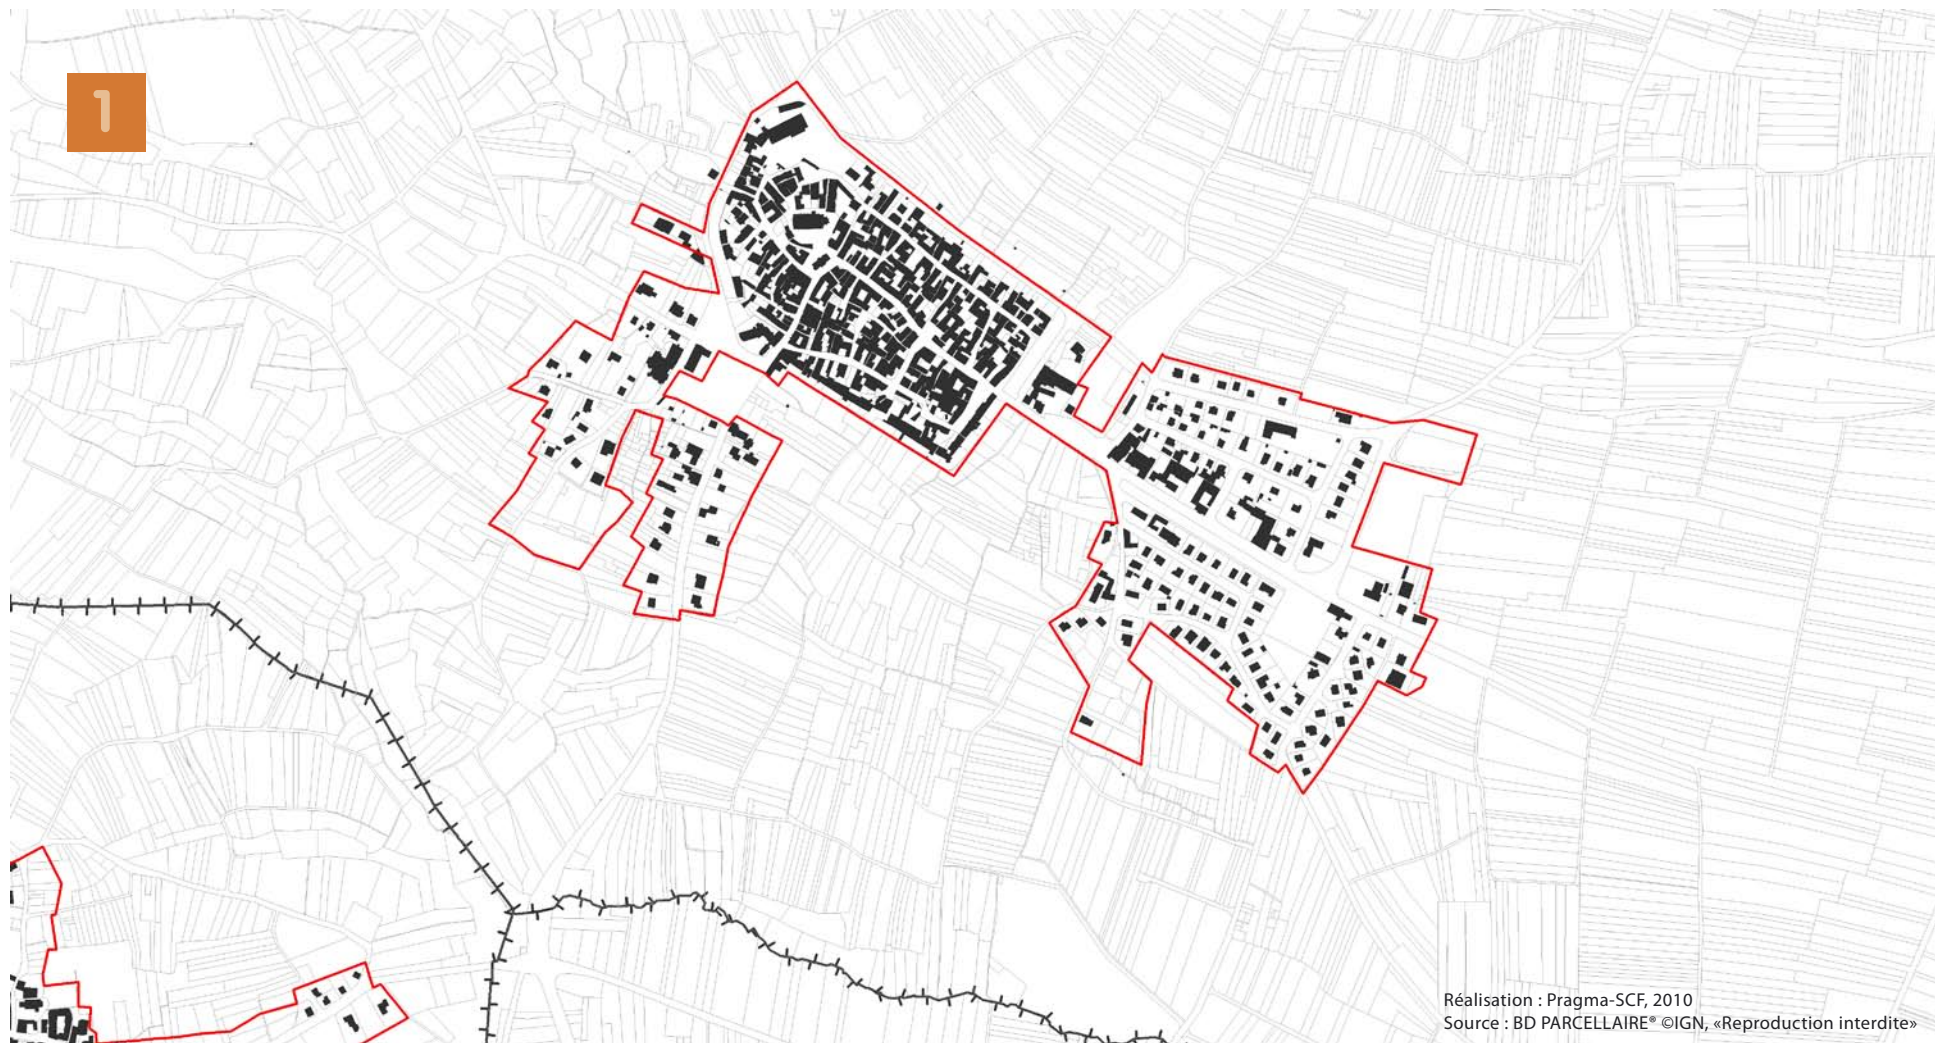 1
Réalisation : Pragma-SCF, 2010
Source : BD PARCELLAIRE® ©IGN, «Reproduction interdite»